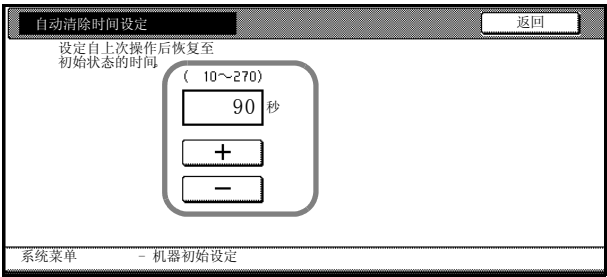 自动清除时间设定
返回
设定自上次操作后恢复至
初始状态的时间
( 10～270)
90 秒
+
−
系统菜单 - 机器初始设定